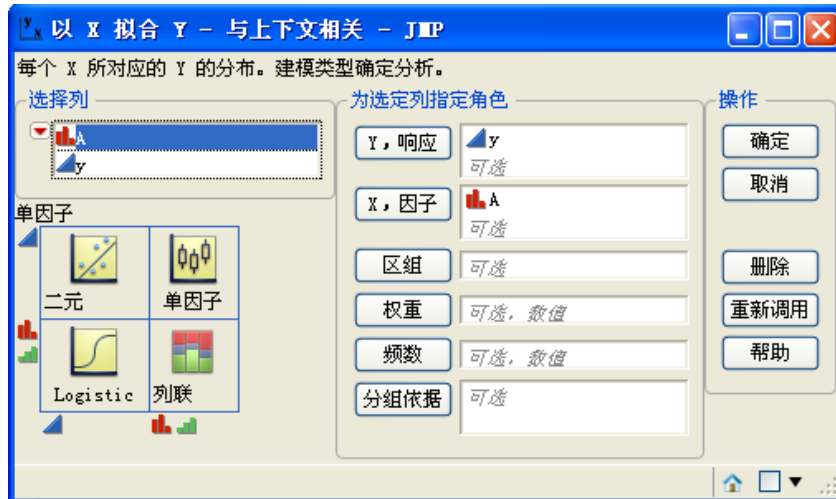 以 X 拟合 Y - 与上下文相关 - JMP
每个 X 所对应的 Y 的分布。建模类型确定分析。
选择列
A
y
单因子
二元
单因子
Logistic
列联
为选定列指定角色
Y，响应
y
可选
X，因子
A
可选
区组
可选
权重
可选，数值
频数
可选，数值
分组依据
可选
操作
确定
取消
删除
重新调用
帮助